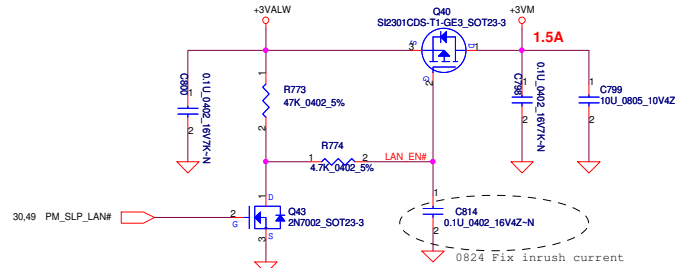 +3VALW
Q40
SI2301CDS-T1-GE3_SOT23-3
+3VM
3
S
D
1
1.5A
G
2
C800
0.1U_0402_16V7K~N
1
2
1
R773
47K_0402_5%
2
C798
0.1U_0402_16V7K~N
1
2
1
C799
10U_0805_10V4Z
2
R774
1
2
4.7K_0402_5%
LAN_EN#
1
D
30,49 PM_SLP_LAN#
2
G
Q43
2N7002_SOT23-3
3
S
1
C814
0.1U_0402_16V4Z~N
2
0824 Fix inrush current